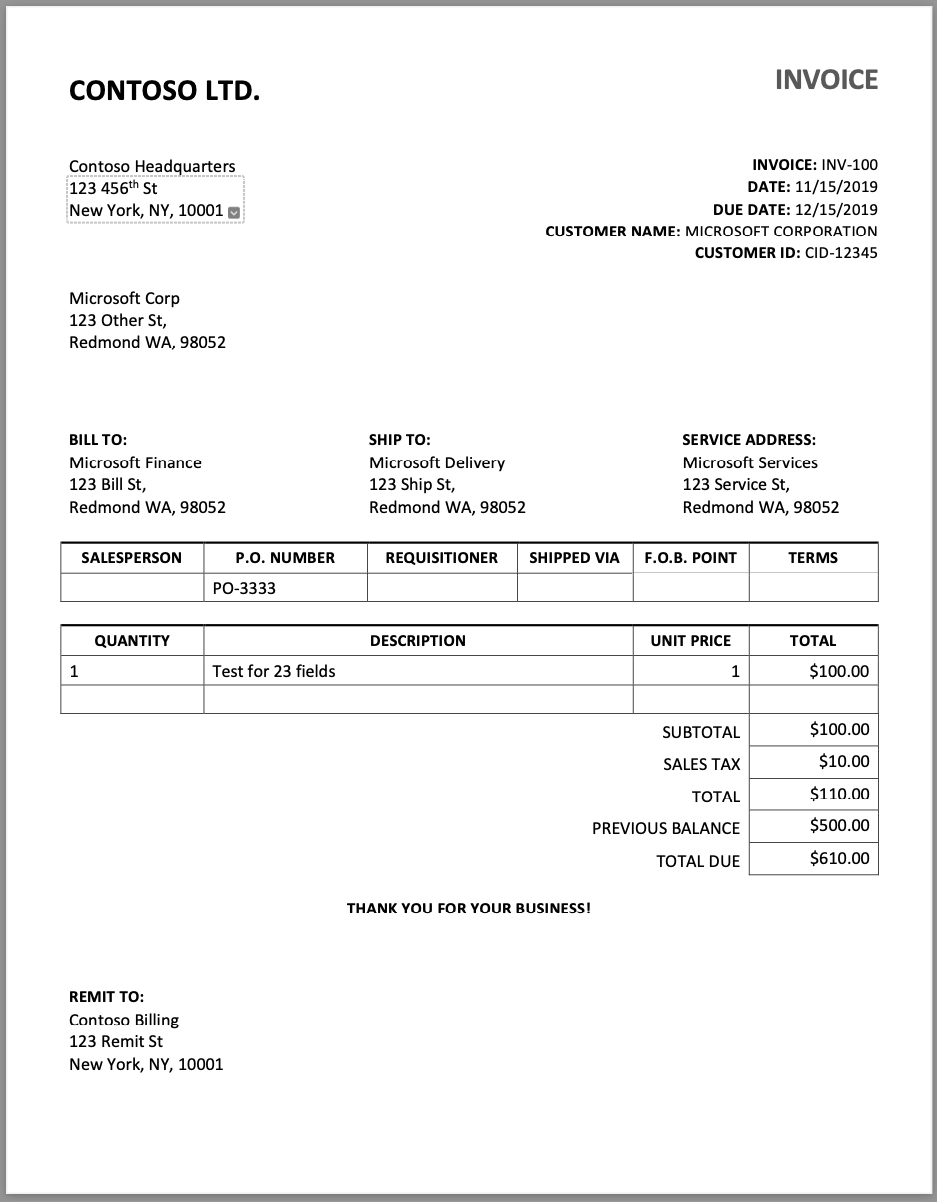 CONTOSO LTD.
INVOICE
Contoso Headquarters
123 456th St
New York, NY, 10001
INVOICE: INV-100
DATE: 11/15/2019
DUE DATE: 12/15/2019
CUSTOMER NAME: MICROSOFT CORPORATION
CUSTOMER ID: CID-12345
Microsoft Corp
123 Other St,
Redmond WA, 98052
BILL TO:
Microsoft Finance
123 Bill St,
Redmond WA, 98052
SHIP TO:
Microsoft Delivery
123 Ship St,
Redmond WA, 98052
SERVICE ADDRESS:
Microsoft Services
123 Service St,
Redmond WA, 98052
SALESPERSON P.O. NUMBER REQUISITIONER SHIPPED VIA F.O.B. POINT TERMS
PO-3333
QUANTITY DESCRIPTION UNIT PRICE TOTAL
1 Test for 23 fields 1 $100.00
SUBTOTAL $100.00
SALES TAX $10.00
TOTAL $110.00
PREVIOUS BALANCE $500.00
TOTAL DUE $610.00
THANK YOU FOR YOUR BUSINESS!
REMIT TO:
Contoso Billing
123 Remit St
New York, NY, 10001